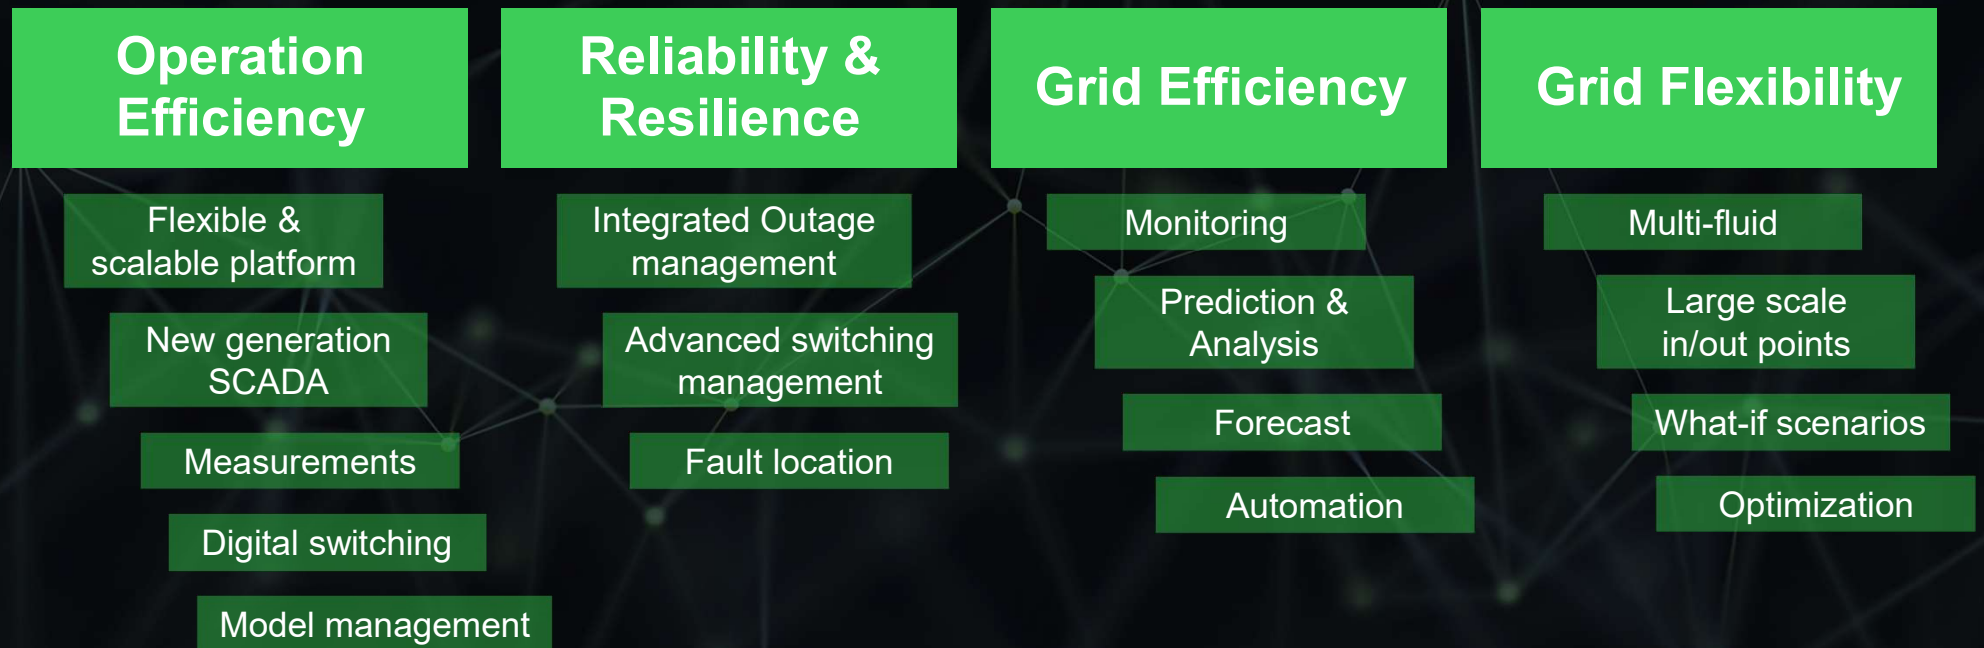 Operation
Efficiency
Flexible &
scalable platform
New generation
SCADA
Measurements
Digital switching
Model management
Reliability &
Resilience
Integrated Outage
management
Advanced switching
management
Fault location
Grid Efficiency
Monitoring
Prediction &
Analysis
Forecast
Automation
Grid Flexibility
Multi-fluid
Large scale
in/out points
What-if scenarios
Optimization